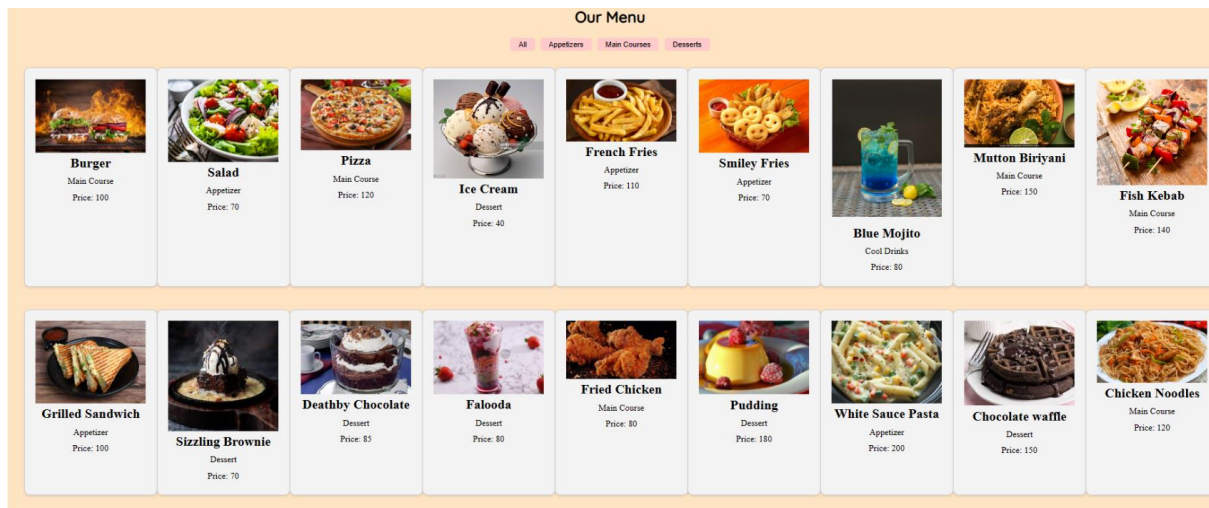 Our Menu
All Appetizers Main Courses Desserts
Burger
Main Course
Price: 100
Salad
Appetizer
Price: 70
Pizza
Main Course
Price: 120
Ice Cream
Dessert
Price: 40
French Fries
Appetizer
Price: 110
Smiley Fries
Appetizer
Price: 70
Blue Mojito
Cool Drinks
Price: 80
Mutton Biriyani
Main Course
Price: 150
Fish Kebab
Main Course
Price: 140
Grilled Sandwich
Appetizer
Price: 100
Sizzling Brownie
Dessert
Price: 70
Deathby Chocolate
Dessert
Price: 85
Falooda
Dessert
Price: 80
Fried Chicken
Main Course
Price: 80
Pudding
Dessert
Price: 180
White Sauce Pasta
Appetizer
Price: 200
Chocolate waffle
Dessert
Price: 150
Chicken Noodles
Main Course
Price: 120